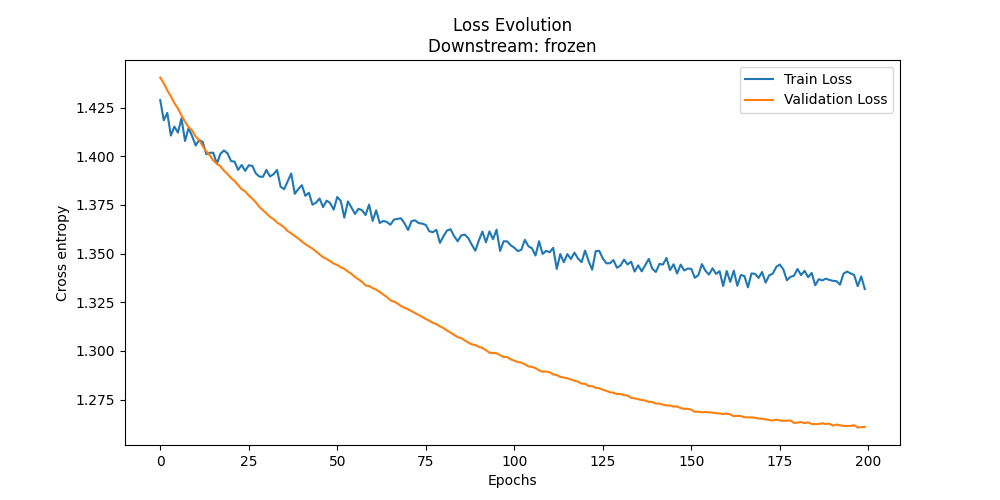 Loss Evolution
Downstream: frozen
Train Loss
Validation Loss
Cross entropy
1.425
1.400
1.375
1.350
1.325
1.300
1.275
0 25 50 75 100 125 150 175 200
Epochs